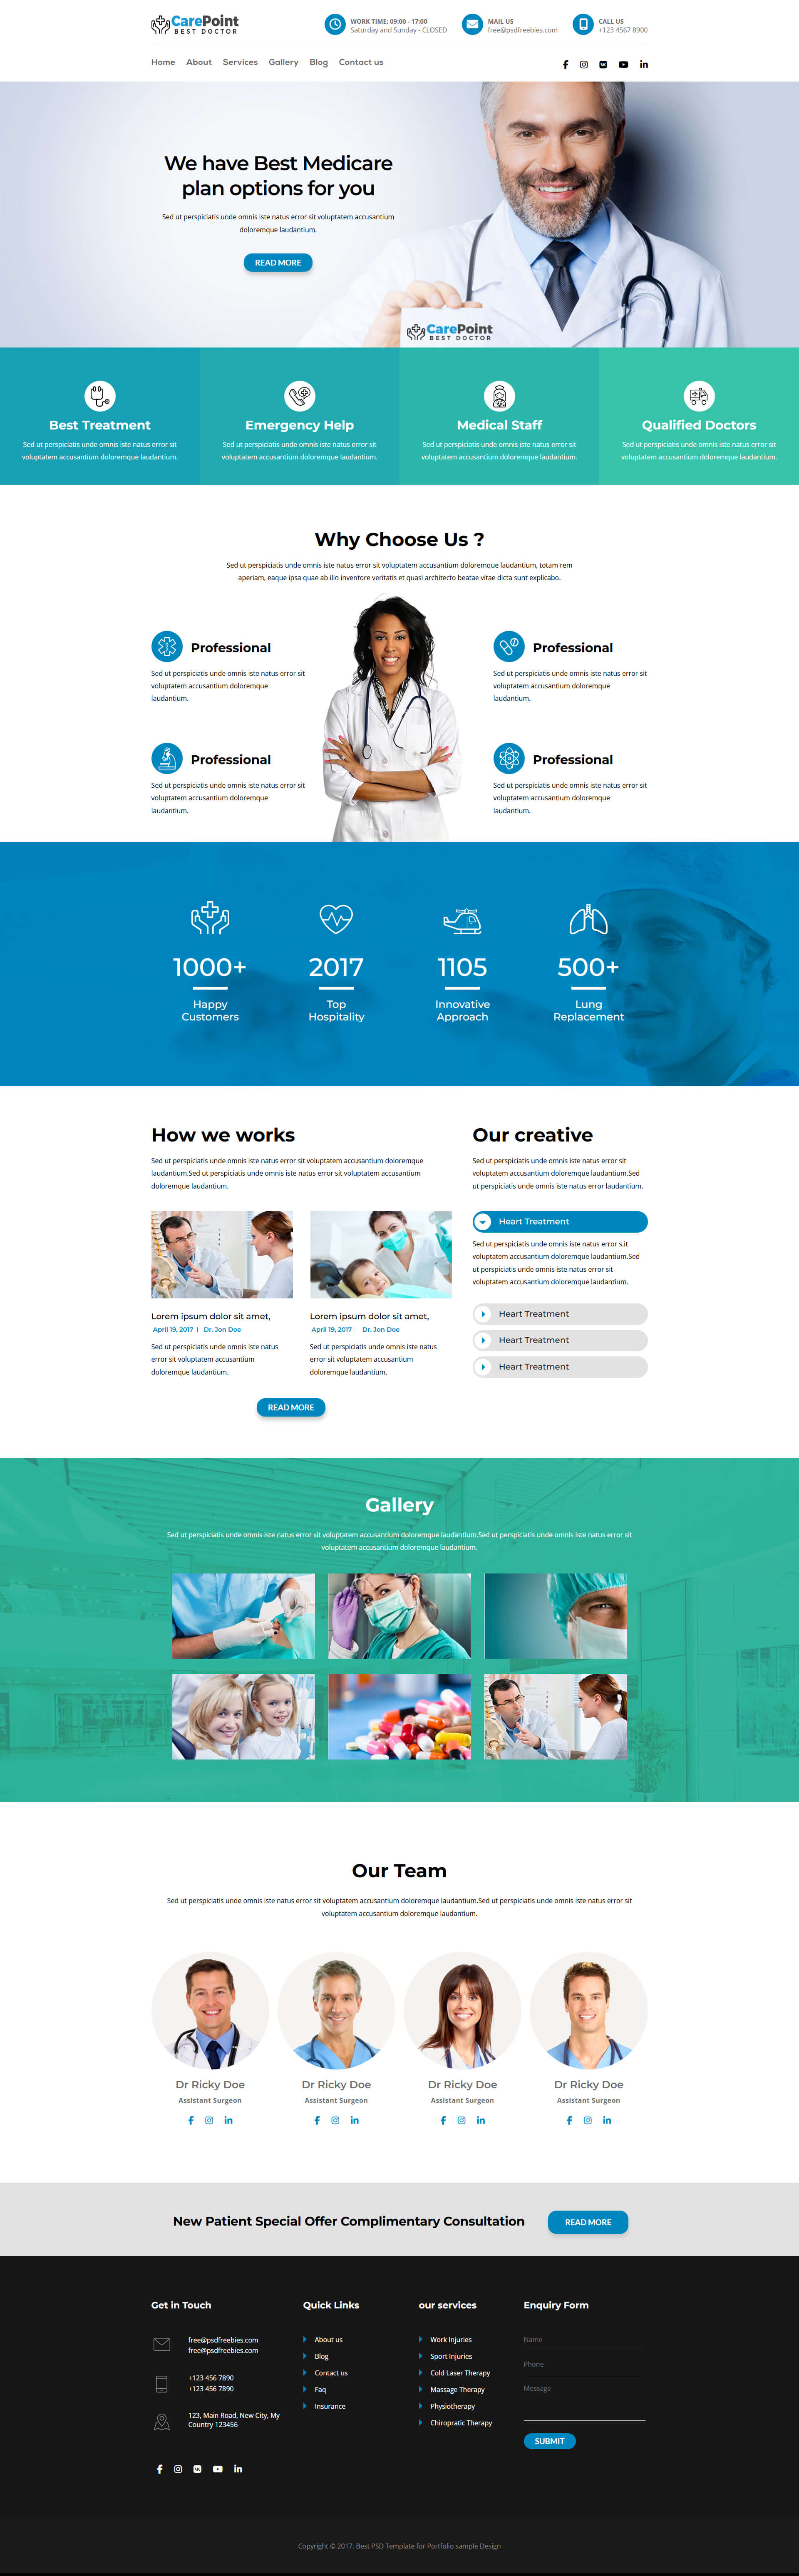 CarePoint
BEST DOCTOR
WORK TIME: 09:00 - 17:00
Saturday and Sunday - CLOSED
MAIL US
free@psdfreebies.com
CALL US
+123 4567 8900
Home About Services Gallery Blog Contact us
We have Best Medicare
plan options for you
Sed ut perspiciatis unde omnis iste natus error sit voluptatem accusantium
doloremque laudantium.
READ MORE
CarePoint
BEST DOCTOR
Best Treatment
Sed ut perspiciatis unde omnis iste natus error sit
voluptatem accusantium doloremque laudantium.
Emergency Help
Sed ut perspiciatis unde omnis iste natus error sit
voluptatem accusantium doloremque laudantium.
Medical Staff
Sed ut perspiciatis unde omnis iste natus error sit
voluptatem accusantium doloremque laudantium.
Qualified Doctors
Sed ut perspiciatis unde omnis iste natus error sit
voluptatem accusantium doloremque laudantium.
Why Choose Us ?
Sed ut perspiciatis unde omnis iste natus error sit voluptatem accusantium doloremque laudantium, totam rem
aperiam, eaque ipsa quae ab illo inventore veritatis et quasi architecto beatae vitae dicta sunt explicabo.
Professional
Sed ut perspiciatis unde omnis iste natus error sit
voluptatem accusantium doloremque
laudantium.
Professional
Sed ut perspiciatis unde omnis iste natus error sit
voluptatem accusantium doloremque
laudantium.
Professional
Sed ut perspiciatis unde omnis iste natus error sit
voluptatem accusantium doloremque
laudantium.
Professional
Sed ut perspiciatis unde omnis iste natus error sit
voluptatem accusantium doloremque
laudantium.
1000+
Happy
Customers
2017
Top
Hospitality
1105
Innovative
Approach
500+
Lung
Replacement
How we works
Sed ut perspiciatis unde omnis iste natus error sit voluptatem accusantium doloremque
laudantium.Sed ut perspiciatis unde omnis iste natus error sit voluptatem accusantium
doloremque laudantium.
Lorem ipsum dolor sit amet,
April 19, 2017 | Dr. Jon Doe
Sed ut perspiciatis unde omnis iste natus
error sit voluptatem accusantium
doloremque laudantium.
Lorem ipsum dolor sit amet,
April 19, 2017 | Dr. Jon Doe
Sed ut perspiciatis unde omnis iste natus
error sit voluptatem accusantium
doloremque laudantium.
READ MORE
Our creative
Sed ut perspiciatis unde omnis iste natus error sit
voluptatem accusantium doloremque laudantium.Sed
ut perspiciatis unde omnis iste natus error laudantium.
Heart Treatment
Sed ut perspiciatis unde omnis iste natus error s.it
voluptatem accusantium doloremque laudantium.Sed
ut perspiciatis unde omnis iste natus error sit
voluptatem accusantium doloremque laudantium.
Heart Treatment
Heart Treatment
Heart Treatment
Gallery
Sed ut perspiciatis unde omnis iste natus error sit voluptatem accusantium doloremque laudantium.Sed ut perspiciatis unde omnis iste natus error sit
voluptatem accusantium doloremque laudantium.
Our Team
Sed ut perspiciatis unde omnis iste natus error sit voluptatem accusantium doloremque laudantium.Sed ut perspiciatis unde omnis iste natus error sit
voluptatem accusantium doloremque laudantium.
Dr Ricky Doe
Assistant Surgeon
Dr Ricky Doe
Assistant Surgeon
Dr Ricky Doe
Assistant Surgeon
Dr Ricky Doe
Assistant Surgeon
New Patient Special Offer Complimentary Consultation
READ MORE
Get in Touch
free@psdfreebies.com
free@psdfreebies.com
+123 456 7890
+123 456 7890
123, Main Road, New City, My
Country 123456
Quick Links
About us
Blog
Contact us
Faq
Insurance
our services
Work Injuries
Sport Injuries
Cold Laser Therapy
Massage Therapy
Physiotherapy
Chiropratic Therapy
Enquiry Form
Name
Phone
Message
SUBMIT
Copyright © 2017. Best PSD Template for Portfolio sample Design